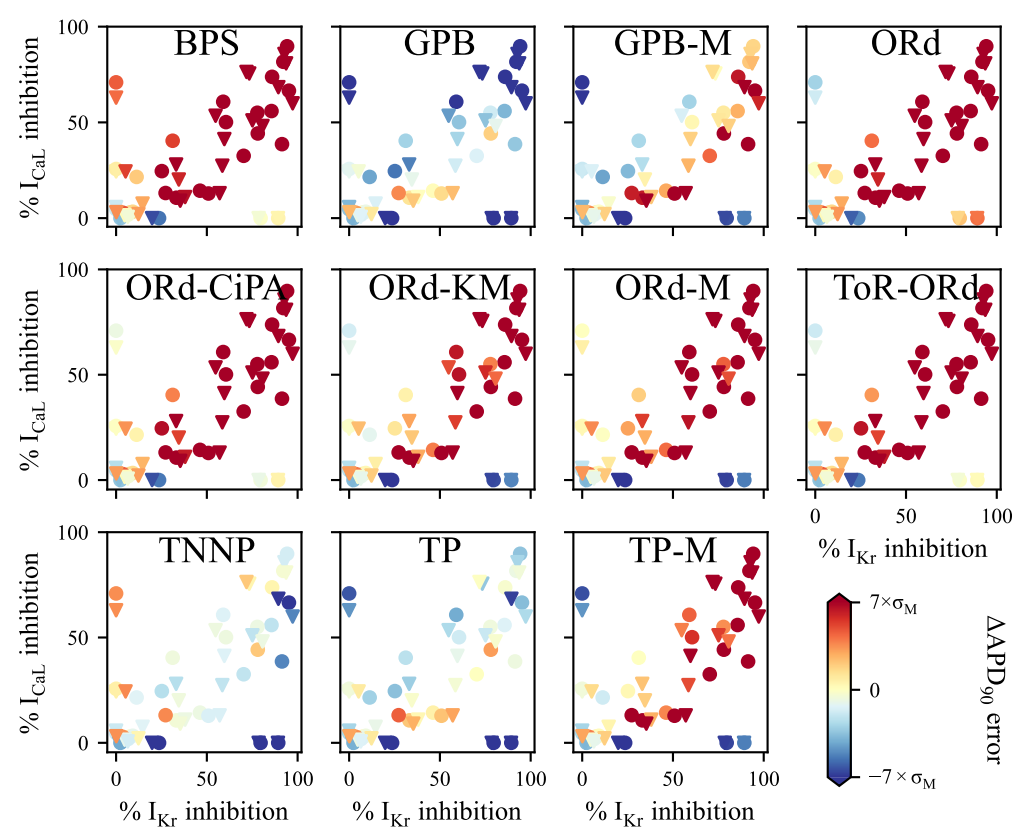 100
BPS
GPB
GPB-M
ORd
% I_CaL inhibition
50
0
100
ORd-CiPA
ORd-KM
ORd-M
ToR-ORd
% I_CaL inhibition
50
0
0 50 100
% I_Kr inhibition
100
TNNP
TP
TP-M
% I_CaL inhibition
50
0
0 50 100
0 50 100
0 50 100
% I_Kr inhibition
% I_Kr inhibition
% I_Kr inhibition
7×σ_M
0
−7×σ_M
ΔAPD_90 error